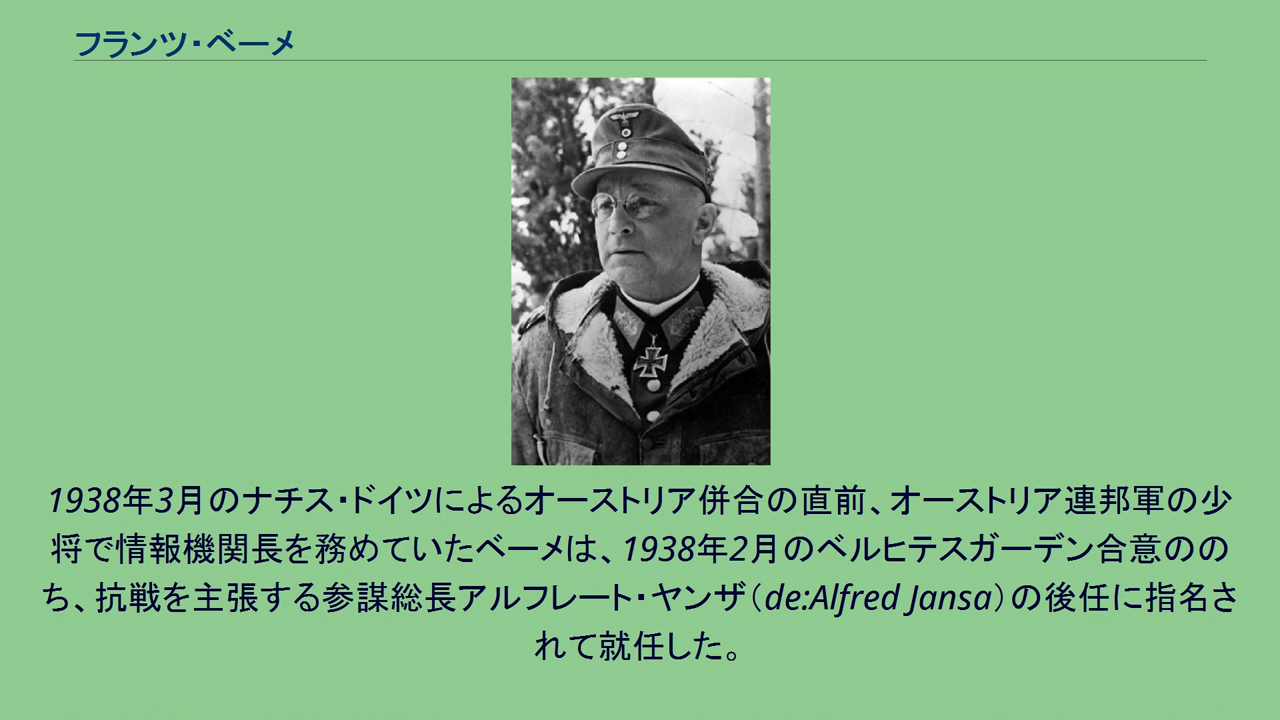 フランツ・ベーメ
1938年3月のナチス・ドイツによるオーストリア併合の直前、オーストリア連邦軍の少
将で情報機関長を務めていたベーメは、1938年2月のベルヒテスガーデン合意のの
ち、抗戦を主張する参謀総長アルフレート・ヤンザ（de:Alfred Jansa）の後任に指名さ
れて就任した。